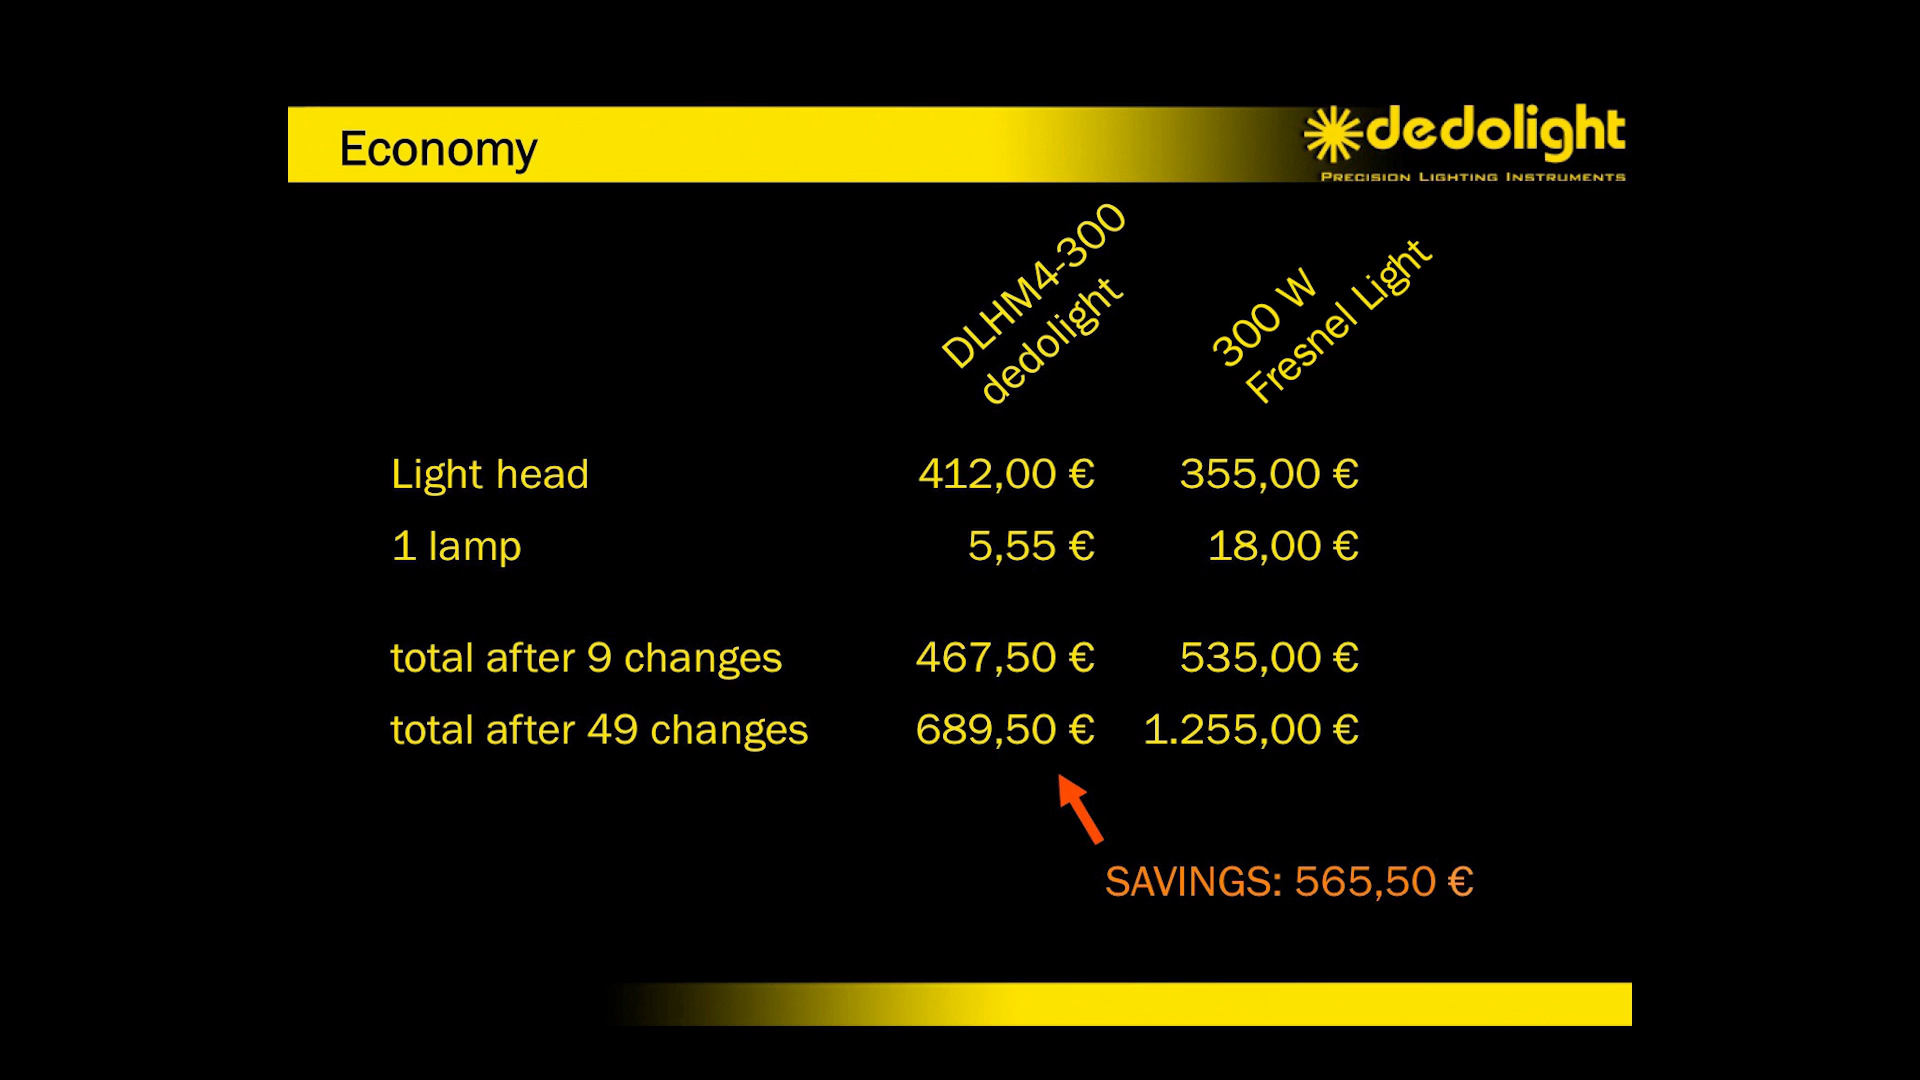 Economy
dedolight
PRECISION LIGHTING INSTRUMENTS
DLHM4-300
dedolight
300 W
Fresnel Light
Light head 412,00 € 355,00 €
1 lamp 5,55 € 18,00 €
total after 9 changes 467,50 € 535,00 €
total after 49 changes 689,50 € 1.255,00 €
SAVINGS: 565,50 €